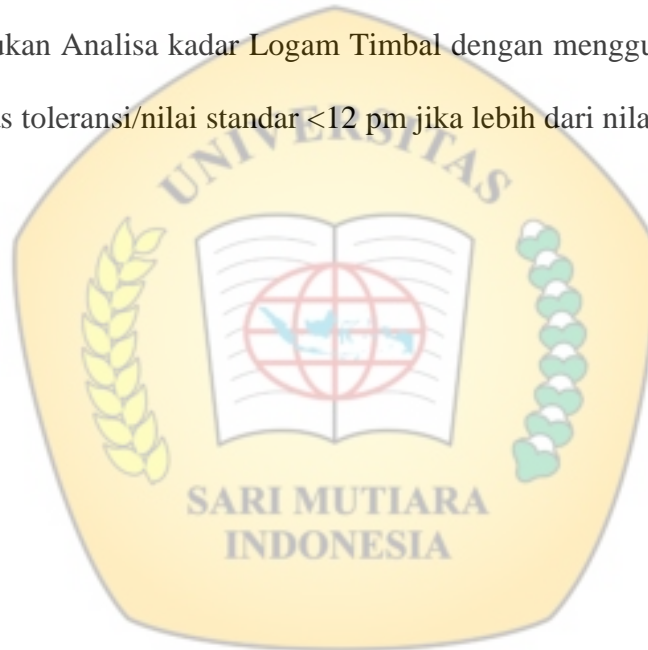 ukan Analisa kadar Logam Timbal dengan menggu
s toleransi/nilai standar <12 pm jika lebih dari nila
UNIVERSITAS
SARI MUTIARA
INDONESIA